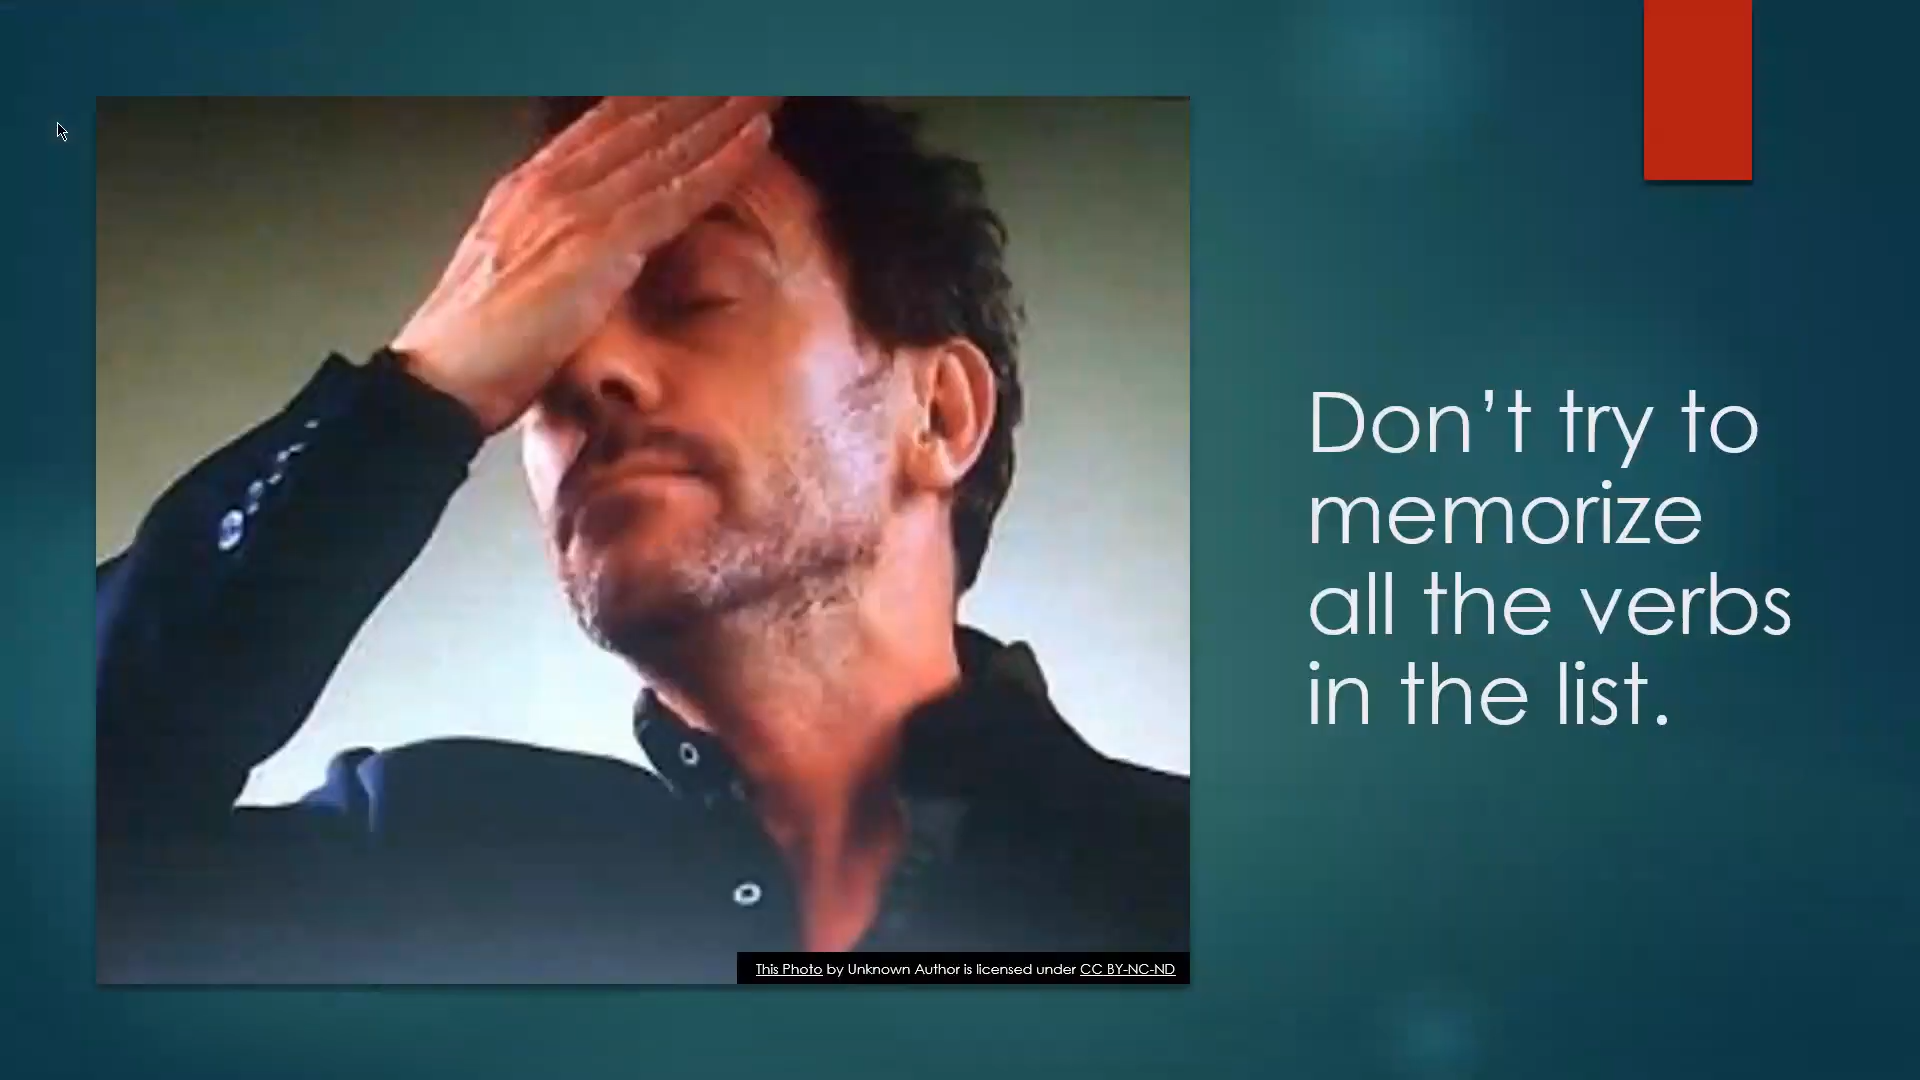 Don’t try to
memorize
all the verbs
in the list.
This Photo by Unknown Author is licensed under CC BY-NC-ND